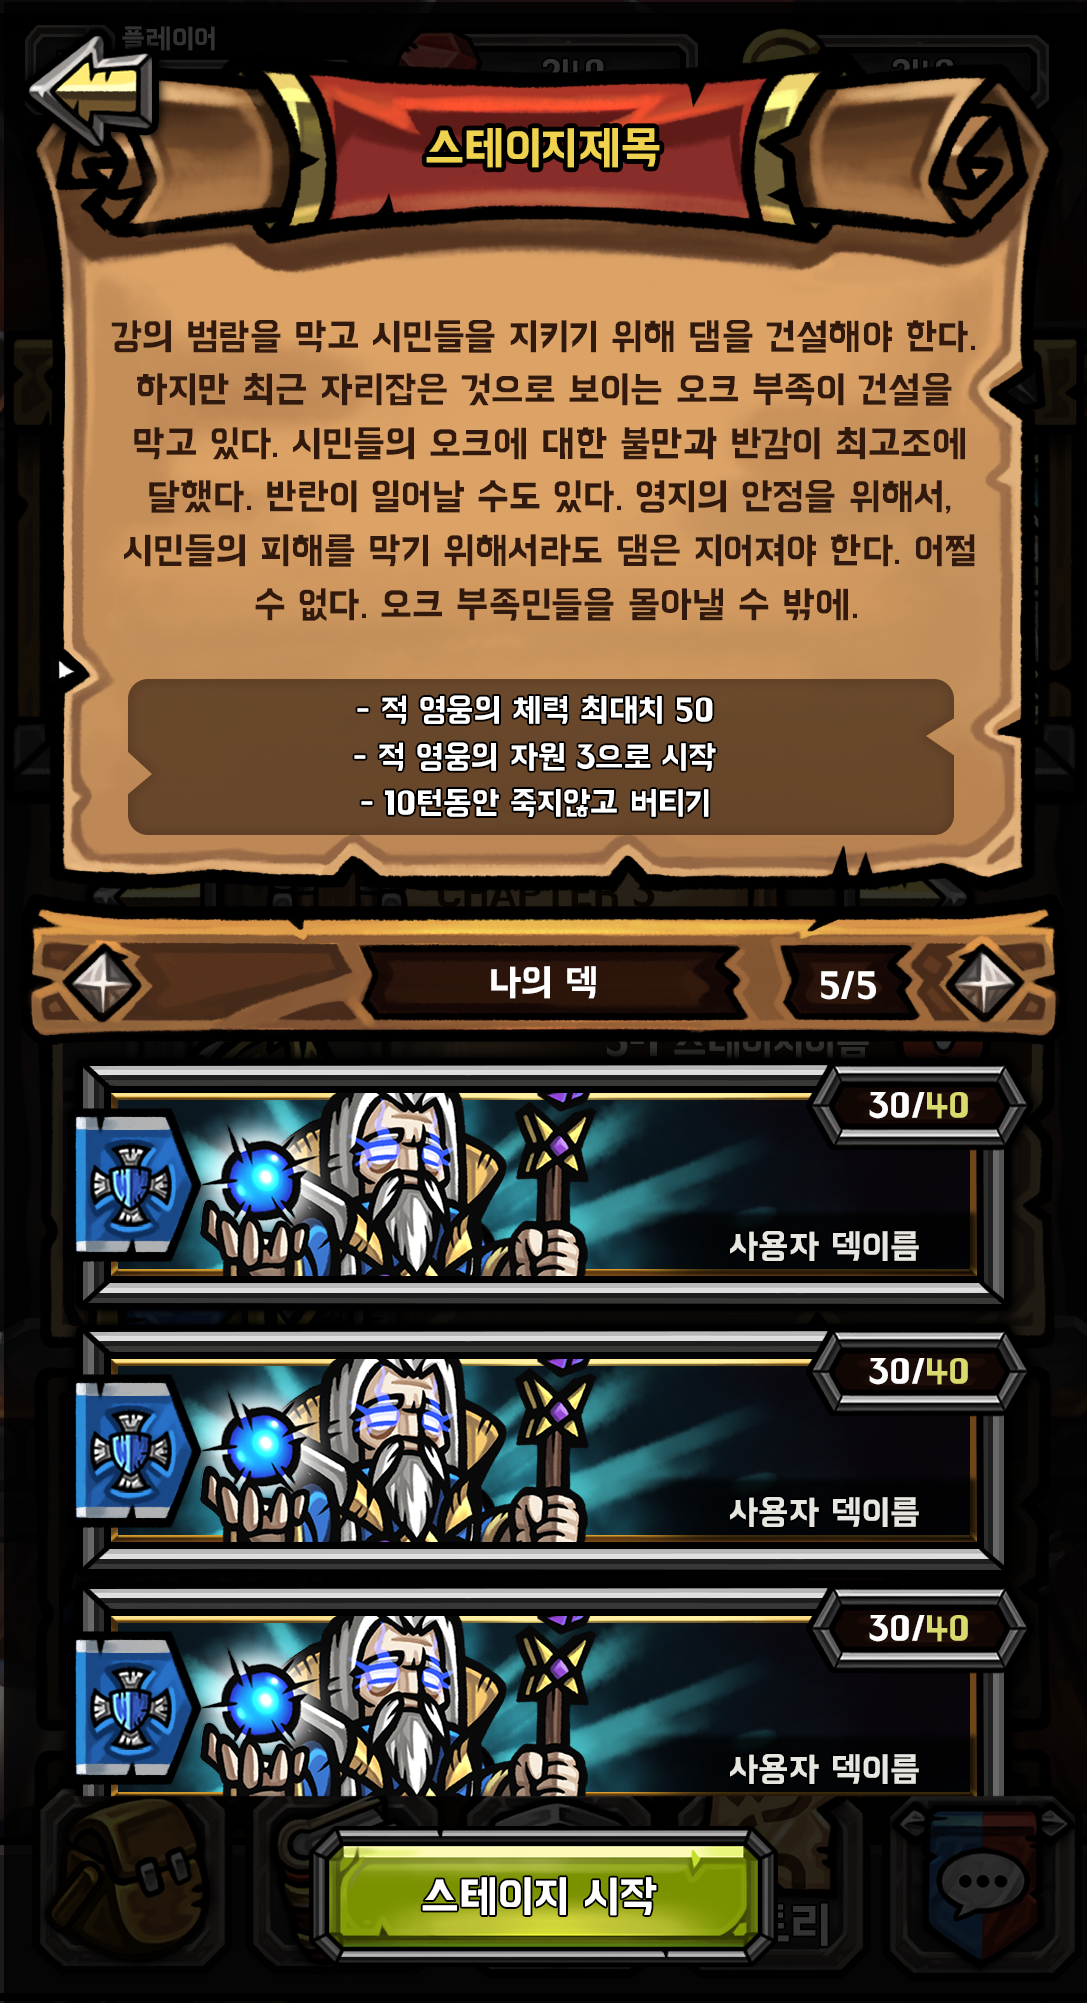 플레이어
스테이지제목
강의 범람을 막고 시민들을 지키기 위해 댐을 건설해야 한다.
하지만 최근 자리잡은 것으로 보이는 오크 부족이 건설을
막고 있다. 시민들의 오크에 대한 불만과 반감이 최고조에
달했다. 반란이 일어날 수도 있다. 영지의 안정을 위해서,
시민들의 피해를 막기 위해서라도 댐은 지어져야 한다. 어쩔
수 없다. 오크 부족민들을 몰아낼 수 밖에.
- 적 영웅의 체력 최대치 50
- 적 영웅의 자원 3으로 시작
- 10턴동안 죽지않고 버티기
CHAPTER 3
나의 덱
5/5
3-1 스테이지이름
30/40
사용자 덱이름
30/40
사용자 덱이름
30/40
사용자 덱이름
스테이지 시작